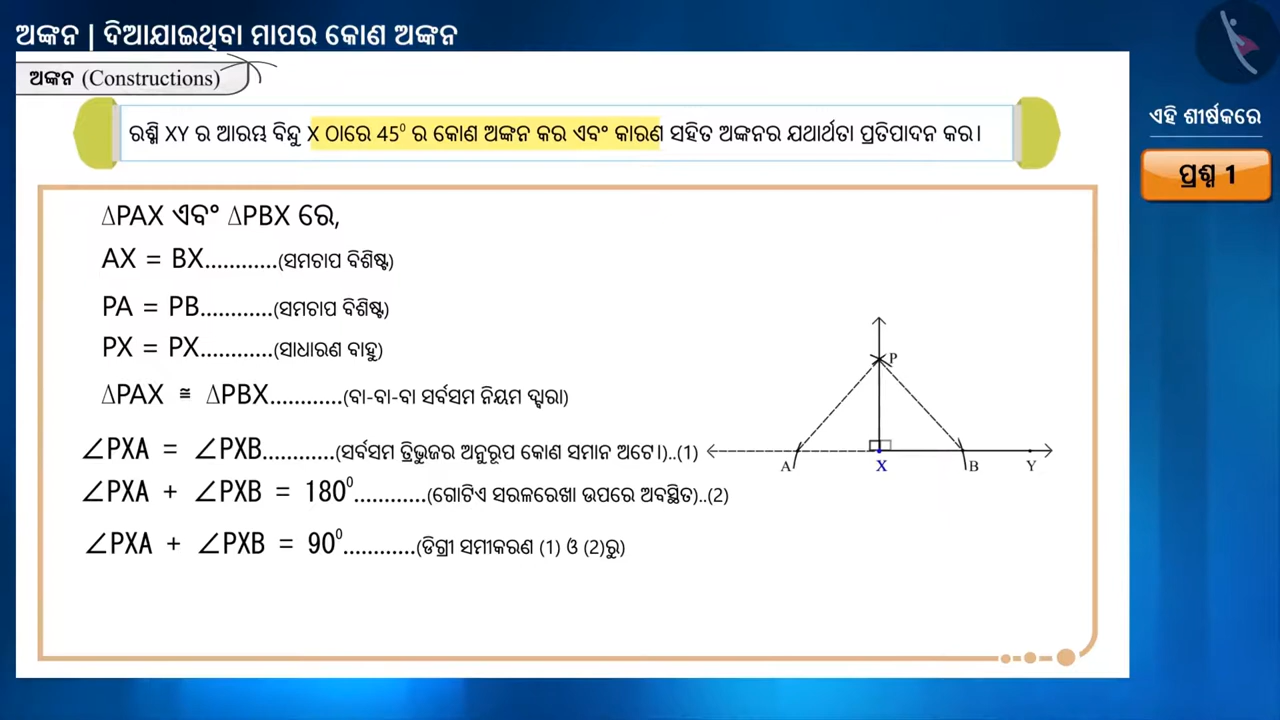 ଅଙ୍କନ | ଦିଆଯାଇଥିବା ମାପର କୋଣ ଅଙ୍କନ
ଅଙ୍କନ (Constructions)
ଏହି ଶୀର୍ଷକରେ
ପ୍ରଶ୍ନ 1
ରଶ୍ମି XY ର ଆରମ୍ଭ ବିନ୍ଦୁ X ଠାରେ 45⁰ ର କୋଣ ଅଙ୍କନ କର ଏବଂ କାରଣ ସହିତ ଅଙ୍କନର ଯଥାର୍ଥତା ପ୍ରତିପାଦନ କର।
ΔPAX ଏବଂ ΔPBX ରେ,
AX = BX............(ସମଚାପ ବିଶିଷ୍ଟ)
PA = PB............(ସମଚାପ ବିଶିଷ୍ଟ)
PX = PX............(ସାଧାରଣ ବାହୁ)
ΔPAX ≅ ΔPBX............(ବା-ବା-ବା ସର୍ବସମ ନିୟମ ଦ୍ବାରା)
∠PXA = ∠PXB............(ସର୍ବସମ ତ୍ରିଭୁଜର ଅନୁରୂପ କୋଣ ସମାନ ଅଟେ।)..(1)
∠PXA + ∠PXB = 180⁰............(ଗୋଟିଏ ସରଳରେଖା ଉପରେ ଅବସ୍ଥିତ)..(2)
∠PXA + ∠PXB = 90⁰............(ଡିଗ୍ରୀ ସମୀକରଣ (1) ଓ (2)ରୁ)
P
A X B Y